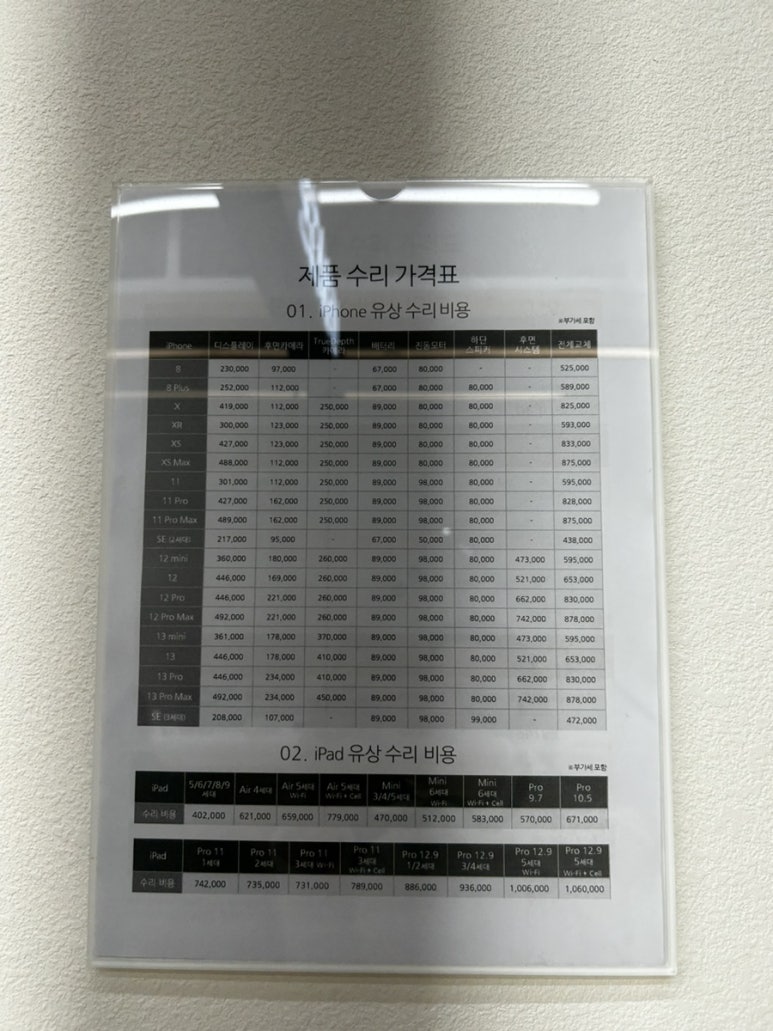 제품 수리 가격표
01. iPhone 유상 수리 비용
※부가세 포함
iPhone 디스플레이 후면카메라 TrueDepth 카메라 배터리 진동모터 하단 스피커 후면 시스템 전체교체
8 230,000 97,000 - 67,000 80,000 - - 525,000
8 Plus 252,000 112,000 - 67,000 80,000 80,000 - 589,000
X 419,000 112,000 250,000 89,000 80,000 80,000 - 825,000
XR 300,000 123,000 250,000 89,000 80,000 80,000 - 593,000
XS 427,000 123,000 250,000 89,000 80,000 80,000 - 833,000
XS Max 488,000 112,000 250,000 89,000 80,000 80,000 - 875,000
11 301,000 112,000 250,000 89,000 98,000 80,000 - 595,000
11 Pro 427,000 162,000 250,000 89,000 98,000 80,000 - 828,000
11 Pro Max 489,000 162,000 250,000 89,000 98,000 80,000 - 875,000
SE (2세대) 217,000 95,000 - 67,000 50,000 80,000 - 438,000
12 mini 360,000 180,000 260,000 89,000 98,000 80,000 473,000 595,000
12 446,000 169,000 260,000 89,000 98,000 80,000 521,000 653,000
12 Pro 446,000 221,000 260,000 89,000 98,000 80,000 662,000 830,000
12 Pro Max 492,000 221,000 260,000 89,000 98,000 80,000 742,000 878,000
13 mini 361,000 178,000 370,000 89,000 98,000 80,000 473,000 595,000
13 446,000 178,000 410,000 89,000 98,000 80,000 521,000 653,000
13 Pro 446,000 234,000 410,000 89,000 98,000 80,000 662,000 830,000
13 Pro Max 492,000 234,000 450,000 89,000 98,000 80,000 742,000 878,000
SE (3세대) 208,000 107,000 - 89,000 98,000 99,000 - 472,000
02. iPad 유상 수리 비용
※부가세 포함
iPad 5/6/7/8/9 세대 Air 4세대 Air 5세대 Wi-Fi Air 5세대 Wi-Fi + Cell Mini 3/4/5세대 Mini 6세대 Wi-Fi Mini 6세대 Wi-Fi + Cell Pro 9.7 Pro 10.5
수리 비용 402,000 621,000 659,000 779,000 470,000 512,000 583,000 570,000 671,000
iPad Pro 11 1세대 Pro 11 2세대 Pro 11 3세대 Wi-Fi Pro 11 3세대 Wi-Fi + Cell Pro 12.9 1/2세대 Pro 12.9 3/4세대 Pro 12.9 5세대 Wi-Fi Pro 12.9 5세대 Wi-Fi + Cell
수리 비용 742,000 735,000 731,000 789,000 886,000 936,000 1,006,000 1,060,000